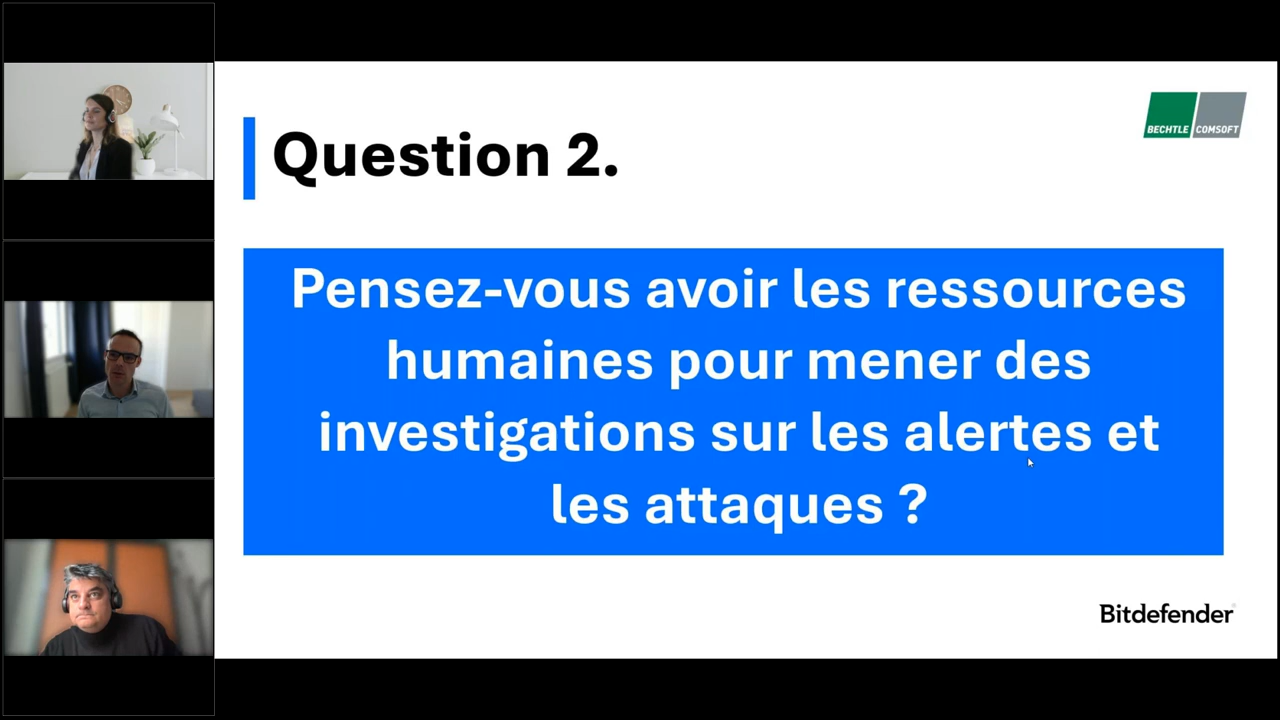 BECHTLE COMSOFT
Question 2.
Pensez-vous avoir les ressources
humaines pour mener des
investigations sur les alertes et
les attaques ?
Bitdefender